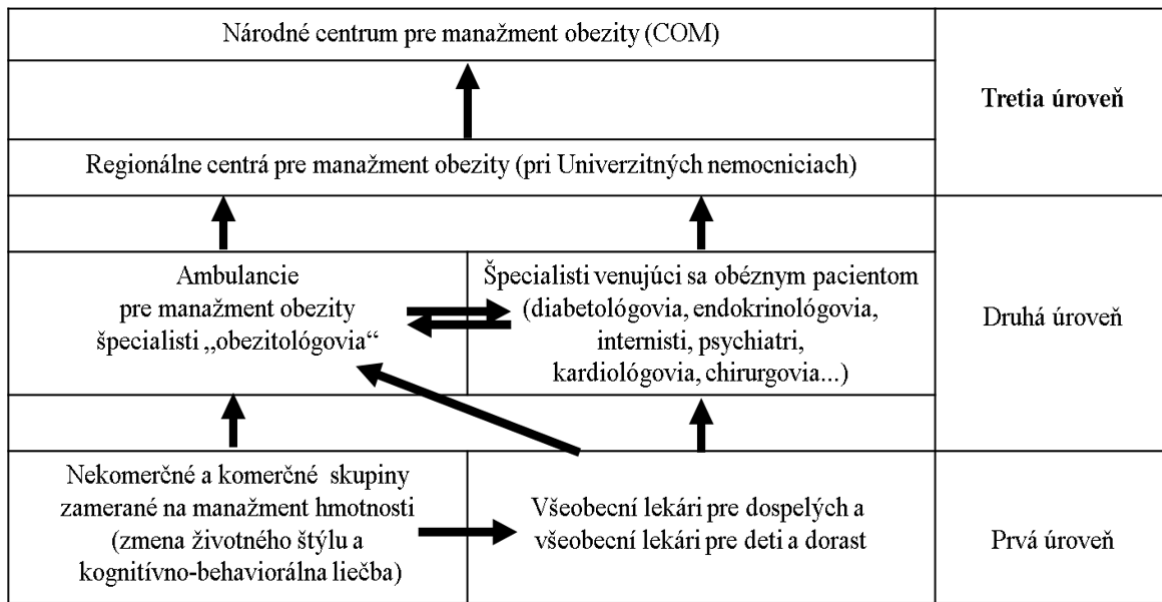 Národné centrum pre manažment obezity (COM)
Tretia úroveň
Regionálne centrá pre manažment obezity (pri Univerzitných nemocniciach)
Ambulancie
pre manažment obezity
špecialisti „obezitológovia“
Špecialisti venujúci sa obéznym pacientom
(diabetológovia, endokrinológovia,
internisti, psychiatri,
kardiológovia, chirurgovia...)
Druhá úroveň
Nekomerčné a komerčné skupiny
zamerané na manažment hmotnosti
(zmena životného štýlu a
kognitívno-behaviorálna liečba)
Všeobecní lekári pre dospelých a
všeobecní lekári pre deti a dorast
Prvá úroveň